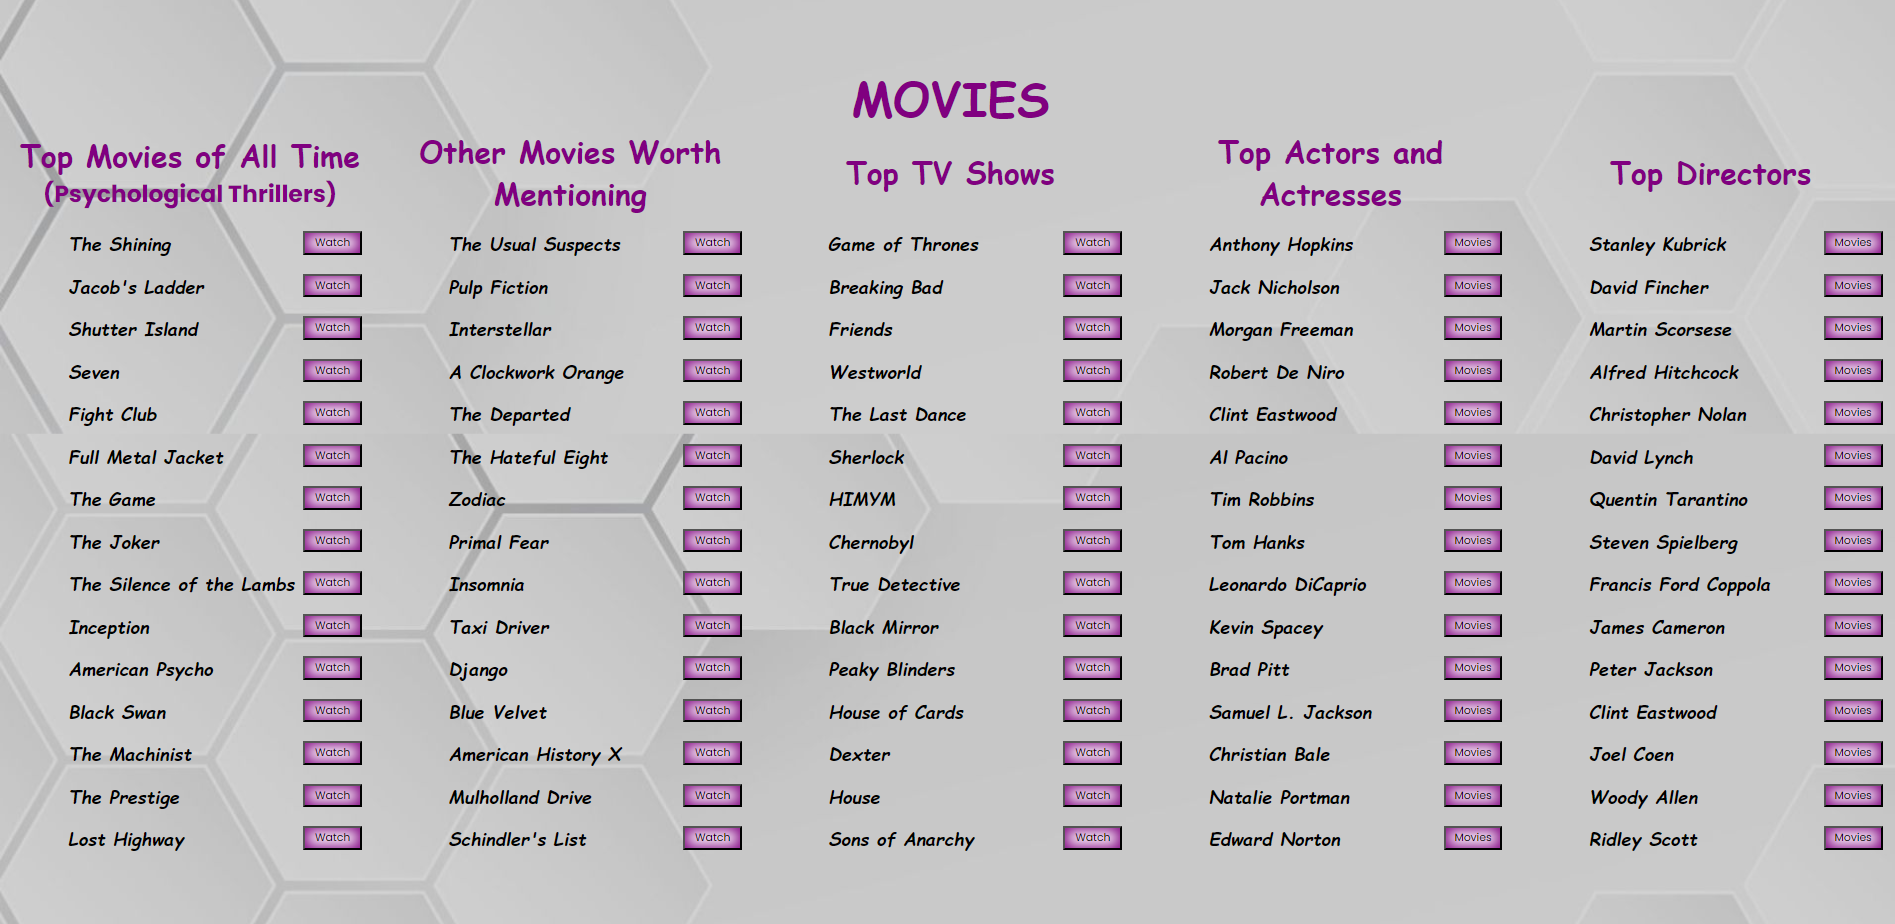 MOVIES
Top Movies of All Time
(Psychological Thrillers)
The Shining Watch
Jacob's Ladder Watch
Shutter Island Watch
Seven Watch
Fight Club Watch
Full Metal Jacket Watch
The Game Watch
The Joker Watch
The Silence of the Lambs Watch
Inception Watch
American Psycho Watch
Black Swan Watch
The Machinist Watch
The Prestige Watch
Lost Highway Watch
Other Movies Worth
Mentioning
The Usual Suspects Watch
Pulp Fiction Watch
Interstellar Watch
A Clockwork Orange Watch
The Departed Watch
The Hateful Eight Watch
Zodiac Watch
Primal Fear Watch
Insomnia Watch
Taxi Driver Watch
Django Watch
Blue Velvet Watch
American History X Watch
Mulholland Drive Watch
Schindler's List Watch
Top TV Shows
Game of Thrones Watch
Breaking Bad Watch
Friends Watch
Westworld Watch
The Last Dance Watch
Sherlock Watch
HIMYM Watch
Chernobyl Watch
True Detective Watch
Black Mirror Watch
Peaky Blinders Watch
House of Cards Watch
Dexter Watch
House Watch
Sons of Anarchy Watch
Top Actors and
Actresses
Anthony Hopkins Movies
Jack Nicholson Movies
Morgan Freeman Movies
Robert De Niro Movies
Clint Eastwood Movies
Al Pacino Movies
Tim Robbins Movies
Tom Hanks Movies
Leonardo DiCaprio Movies
Kevin Spacey Movies
Brad Pitt Movies
Samuel L. Jackson Movies
Christian Bale Movies
Natalie Portman Movies
Edward Norton Movies
Top Directors
Stanley Kubrick Movies
David Fincher Movies
Martin Scorsese Movies
Alfred Hitchcock Movies
Christopher Nolan Movies
David Lynch Movies
Quentin Tarantino Movies
Steven Spielberg Movies
Francis Ford Coppola Movies
James Cameron Movies
Peter Jackson Movies
Clint Eastwood Movies
Joel Coen Movies
Woody Allen Movies
Ridley Scott Movies